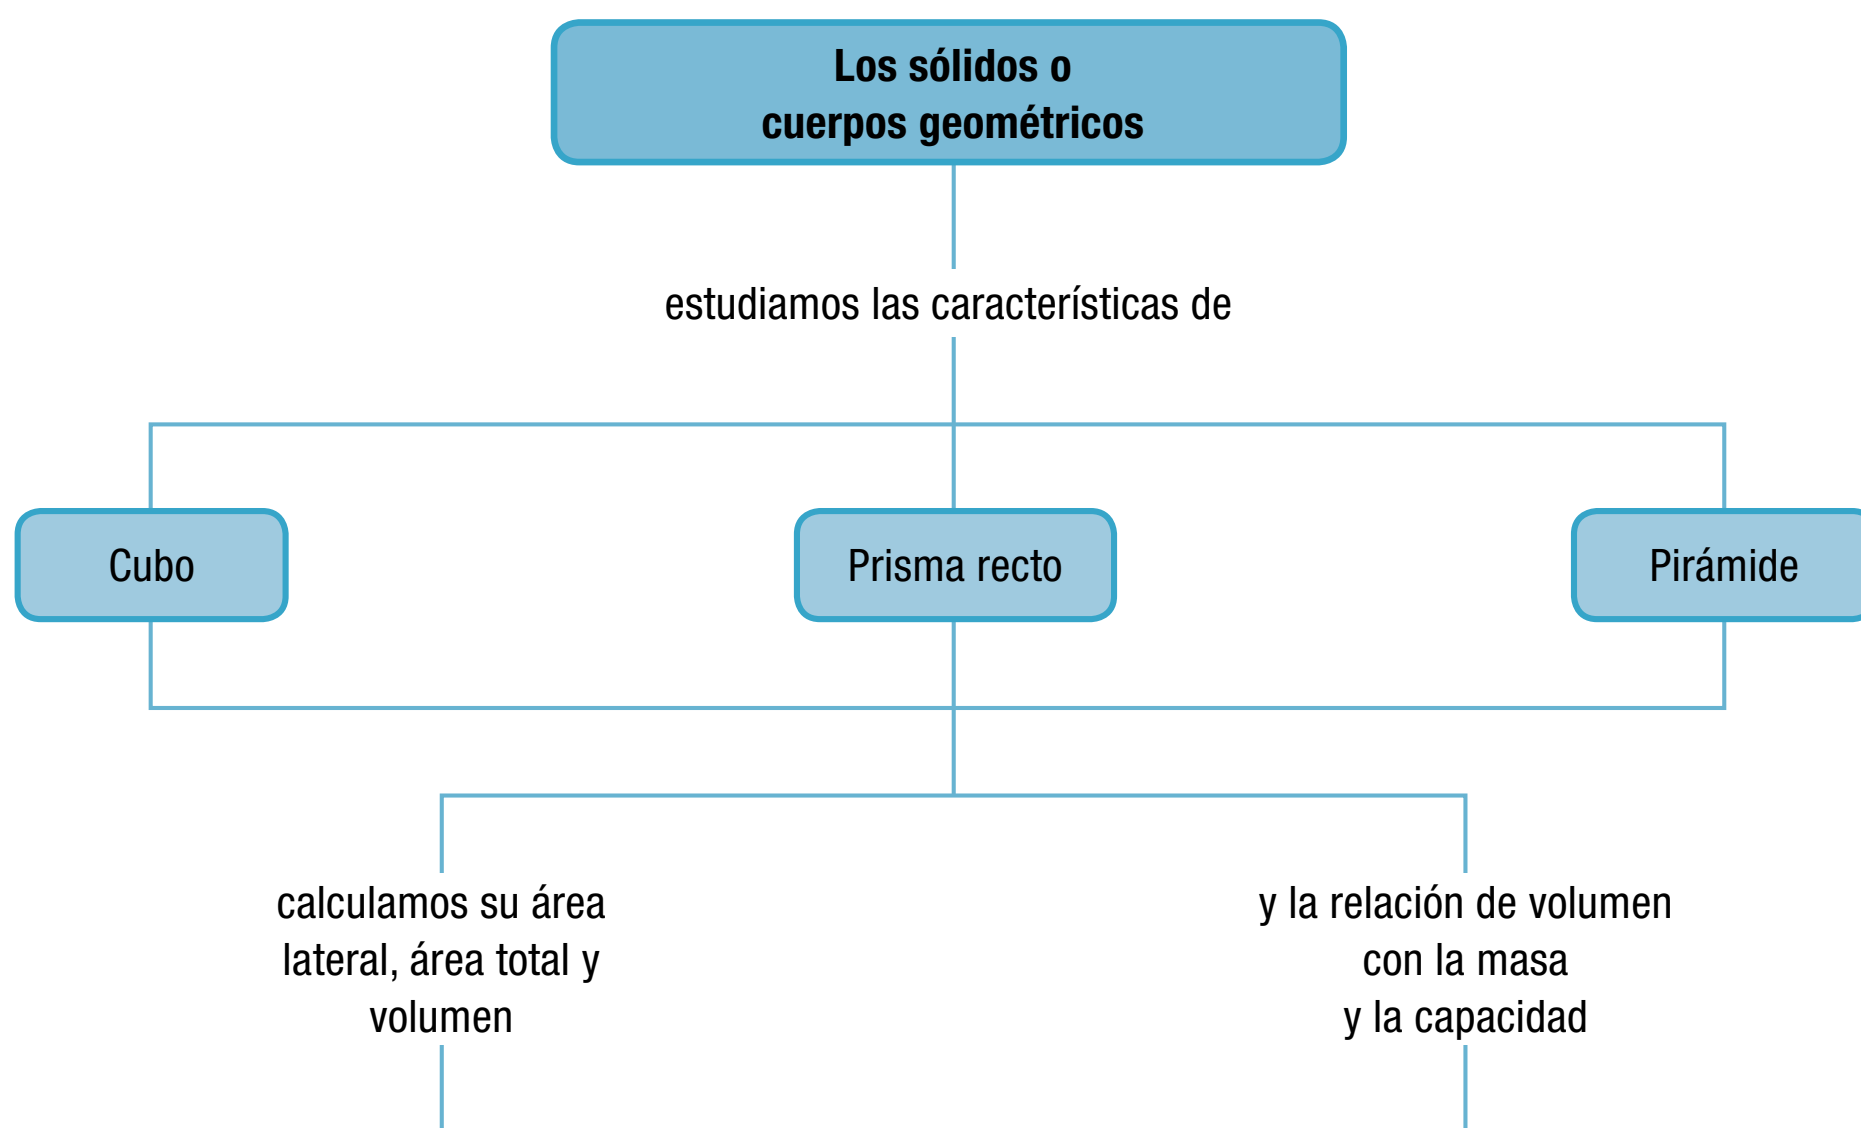 Los sólidos o
cuerpos geométricos
estudiamos las características de
Cubo
Prisma recto
Pirámide
calculamos su área
lateral, área total y
volumen
y la relación de volumen
con la masa
y la capacidad